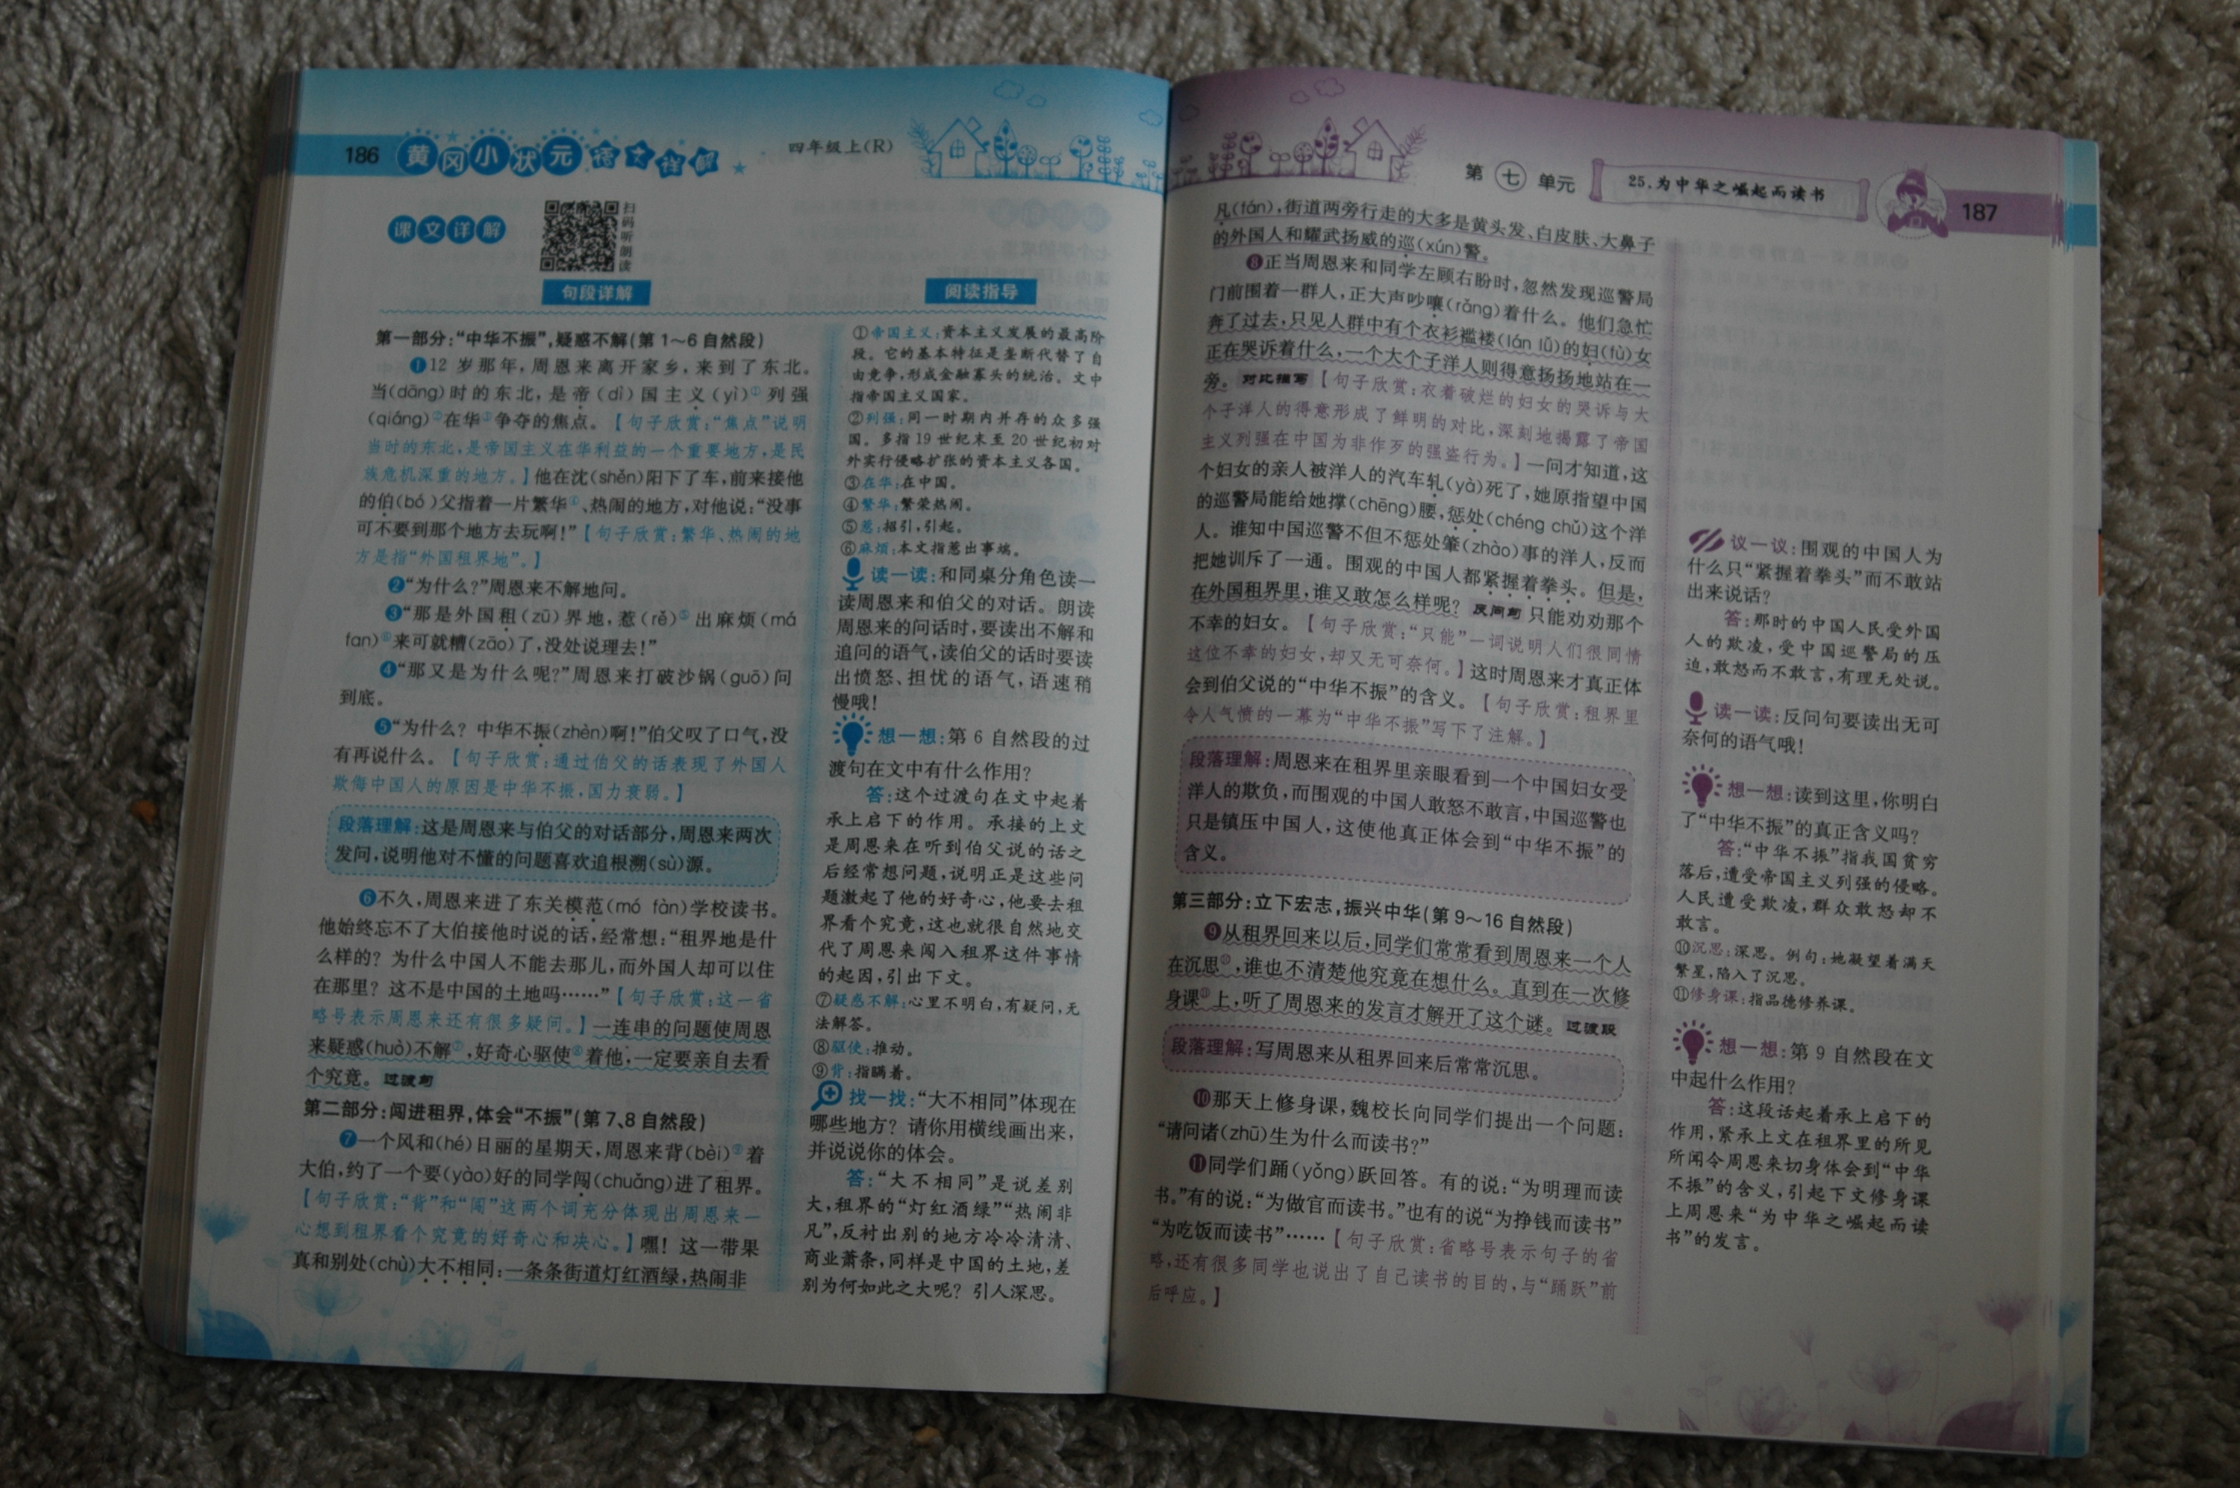 186
黄冈小状元语文详解
四年级上(R)
课文详解
扫码听朗读
句段详解
第一部分:“中华不振”,疑惑不解(第1~6自然段)
❶12岁那年,周恩来离开家乡,来到了东北。
当(dāng)时的东北,是帝(dì)国主义(yì)①列强
(qiáng)②在华③争夺的焦点。【句子欣赏:“焦点”说明
当时的东北,是帝国主义在华利益的一个重要地方,是民
族危机深重的地方。】他在沈(shěn)阳下了车,前来接他
的伯(bó)父指着一片繁华④、热闹的地方,对他说:“没事
可不要到那个地方去玩啊!”【句子欣赏:繁华、热闹的地
方是指“外国租界地”。】
❷“为什么?”周恩来不解地问。
❸“那是外国租(zū)界地,惹(rě)⑤出麻烦(má
fan)⑥来可就糟(zāo)了,没处说理去!”
❹“那又是为什么呢?”周恩来打破沙锅(guō)问
到底。
❺“为什么?中华不振(zhèn)啊!”伯父叹了口气,没
有再说什么。【句子欣赏,通过伯父的话表现了外国人
欺侮中国人的原因是中华不振,国力衰弱。】
段落理解:这是周恩来与伯父的对话部分,周恩来两次
发问,说明他对不懂的问题喜欢追根溯(sù)源。
❻不久,周恩来进了东关模范(mó fàn)学校读书。
他始终忘不了大伯接他时说的话,经常想:“租界地是什
么样的?为什么中国人不能去那儿,而外国人却可以住
在那里?这不是中国的土地吗……”【句子欣赏:这一省
略号表示周恩来还有很多疑问。】一连串的问题使周恩
来疑惑(huò)不解⑦,好奇心驱使⑧着他,一定要亲自去看
个究竟。过渡句
第二部分:闯进租界,体会“不振”(第7、8自然段)
❼一个风和(hé)日丽的星期天,周恩来背(bèi)⑨着
大伯,约了一个要(yào)好的同学闯(chuǎng)进了租界。
【句子欣赏:“背”和“闯”这两个词充分体现出周恩来一
心想到租界看个究竟的好奇心和决心。】嘿!这一带果
真和别处(chù)大不相同:一条条街道灯红酒绿,热闹非
阅读指导
①帝国主义:资本主义发展的最高阶
段。它的基本特征是垄断代替了自
由竞争,形成金融寡头的统治。文中
指帝国主义国家。
②列强:同一时期内并存的众多强
国。多指19世纪末至20世纪初对
外实行侵略扩张的资本主义各国。
③在华:在中国。
④繁华:繁荣热闹。
⑤惹:招引,引起。
⑥麻烦:本文指惹出事端。
读一读:和同桌分角色读一
读周恩来和伯父的对话。朗读
周恩来的问话时,要读出不解和
追问的语气,读伯父的话时要读
出愤怒、担忧的语气,语速稍
慢哦!
想一想:第6自然段的过
渡句在文中有什么作用?
答:这个过渡句在文中起着
承上启下的作用。承接的上文
是周恩来在听到伯父说的话之
后经常想问题,说明正是这些问
题激起了他的好奇心,他要去租
界看个究竟,这也就很自然地交
代了周恩来闯入租界这件事情
的起因,引出下文。
⑦疑惑不解:心里不明白,有疑问,无
法解答。
⑧驱使:推动。
⑨背:指瞒着。
找一找:“大不相同”体现在
哪些地方?请你用横线画出来,
并说说你的体会。
答:“大不相同”是说差别
大,租界的“灯红酒绿”“热闹非
凡”,反衬出别的地方冷冷清清、
商业萧条,同样是中国的土地,差
别为何如此之大呢?引人深思。
第七单元
25.为中华之崛起而读书
187
凡(fán),街道两旁行走的大多是黄头发、白皮肤、大鼻子
的外国人和耀武扬威的巡(xún)警。
❽正当周恩来和同学左顾右盼时,忽然发现巡警局
门前围着一群人,正大声吵嚷(rǎng)着什么。他们急忙
奔了过去,只见人群中有个衣衫褴褛(lán lǚ)的妇(fù)女
正在哭诉着什么,一个大个子洋人则得意扬扬地站在一
旁。对比描写【句子欣赏:衣着破烂的妇女的哭诉与大
个子洋人的得意形成了鲜明的对比,深刻地揭露了帝国
主义列强在中国为非作歹的强盗行为。】一问才知道,这
个妇女的亲人被洋人的汽车轧(yà)死了,她原指望中国
的巡警局能给她撑(chēng)腰,惩处(chéng chǔ)这个洋
人。谁知中国巡警不但不惩处肇(zhào)事的洋人,反而
把她训斥了一通。围观的中国人都紧握着拳头。但是,
在外国租界里,谁又敢怎么样呢?反问句只能劝劝那个
不幸的妇女。【句子欣赏:“只能”一词说明人们很同情
这位不幸的妇女,却又无可奈何。】这时周恩来才真正体
会到伯父说的“中华不振”的含义。【句子欣赏:租界里
令人气愤的一幕为“中华不振”写下了注解。】
段落理解:周恩来在租界里亲眼看到一个中国妇女受
洋人的欺负,而围观的中国人敢怒不敢言,中国巡警也
只是镇压中国人,这使他真正体会到“中华不振”的
含义。
第三部分:立下宏志,振兴中华(第9~16自然段)
❾从租界回来以后,同学们常常看到周恩来一个人
在沉思⑩,谁也不清楚他究竟在想什么。直到在一次修
身课⑪上,听了周恩来的发言才解开了这个谜。过渡段
段落理解:写周恩来从租界回来后常常沉思。
❿那天上修身课,魏校长向同学们提出一个问题:
“请问诸(zhū)生为什么而读书?”
⓫同学们踊(yǒng)跃回答。有的说:“为明理而读
书。”有的说:“为做官而读书。”也有的说“为挣钱而读书”
“为吃饭而读书”……【句子欣赏:省略号表示句子的省
略,还有很多同学也说出了自己读书的目的,与“踊跃”前
后呼应。】
议一议:围观的中国人为
什么只“紧握着拳头”而不敢站
出来说话?
答:那时的中国人民受外国
人的欺凌,受中国巡警局的压
迫,敢怒而不敢言,有理无处说。
读一读:反问句要读出无可
奈何的语气哦!
想一想:读到这里,你明白
了“中华不振”的真正含义吗?
答:“中华不振”指我国贫穷
落后,遭受帝国主义列强的侵略。
人民遭受欺凌,群众敢怒却不
敢言。
⑩沉思:深思。例句:她凝望着满天
繁星,陷入了沉思。
⑪修身课:指品德修养课。
想一想:第9自然段在文
中起什么作用?
答:这段话起着承上启下的
作用,紧承上文在租界里的所见
所闻令周恩来切身体会到“中华
不振”的含义,引起下文修身课
上周恩来“为中华之崛起而读
书”的发言。